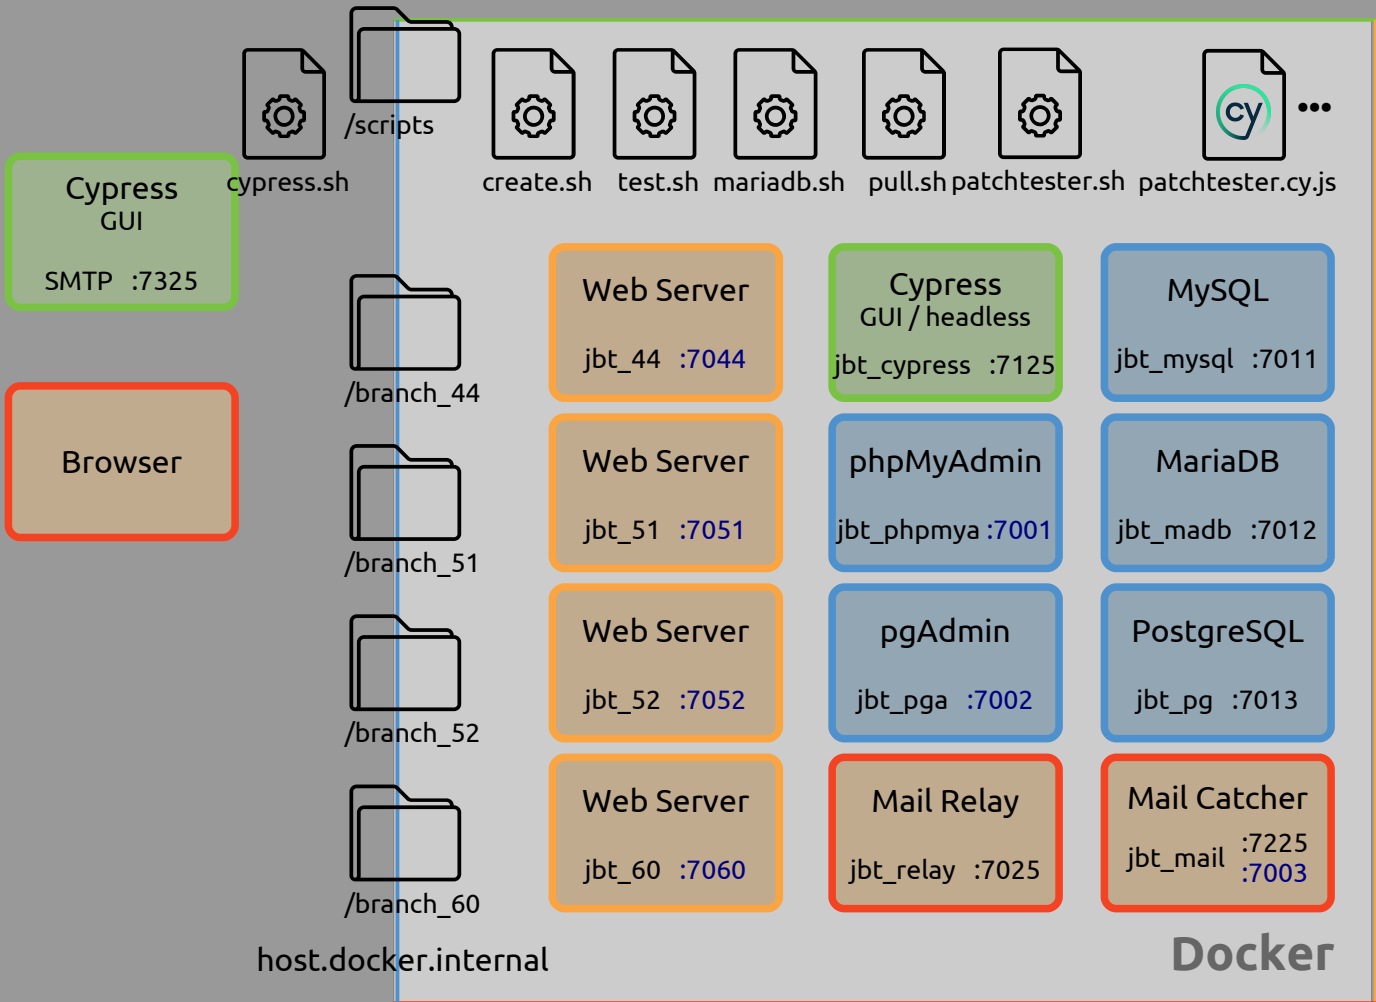 /scripts
cypress.sh
create.sh
test.sh
mariadb.sh
pull.sh
patchtester.sh
cy
•••
patchtester.cy.js
Cypress
GUI
SMTP :7325
Browser
/branch_44
/branch_51
/branch_52
/branch_60
Web Server
jbt_44 :7044
Cypress
GUI / headless
jbt_cypress :7125
MySQL
jbt_mysql :7011
Web Server
jbt_51 :7051
phpMyAdmin
jbt_phpmya :7001
MariaDB
jbt_madb :7012
Web Server
jbt_52 :7052
pgAdmin
jbt_pga :7002
PostgreSQL
jbt_pg :7013
Web Server
jbt_60 :7060
Mail Relay
jbt_relay :7025
Mail Catcher
jbt_mail :7225
:7003
host.docker.internal
Docker